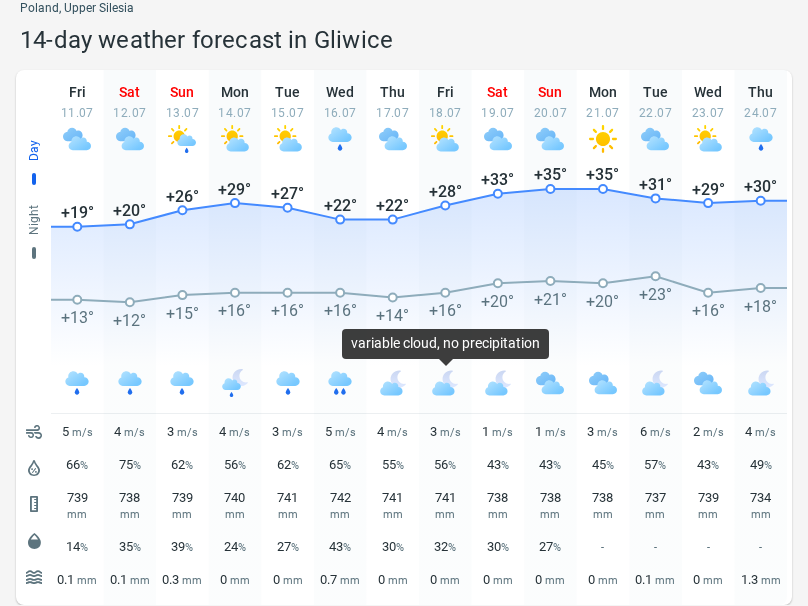 Poland, Upper Silesia
14-day weather forecast in Gliwice
Fri Sat Sun Mon Tue Wed Thu Fri Sat Sun Mon Tue Wed Thu
11.07 12.07 13.07 14.07 15.07 16.07 17.07 18.07 19.07 20.07 21.07 22.07 23.07 24.07
Day
+19° +20° +26° +29° +27° +22° +22° +28° +33° +35° +35° +31° +29° +30°
Night
+13° +12° +15° +16° +16° +16° +14° +16° +20° +21° +20° +23° +16° +18°
variable cloud, no precipitation
5 m/s 4 m/s 3 m/s 4 m/s 3 m/s 5 m/s 4 m/s 3 m/s 1 m/s 1 m/s 3 m/s 6 m/s 2 m/s 4 m/s
66% 75% 62% 56% 62% 65% 55% 56% 43% 43% 45% 57% 43% 49%
739 738 739 740 741 742 741 741 738 738 738 737 739 734
mm mm mm mm mm mm mm mm mm mm mm mm mm mm
14% 35% 39% 24% 27% 43% 30% 32% 30% 27% - - - -
0.1 mm 0.1 mm 0.3 mm 0 mm 0 mm 0.7 mm 0 mm 0 mm 0 mm 0 mm 0 mm 0.1 mm 0 mm 1.3 mm